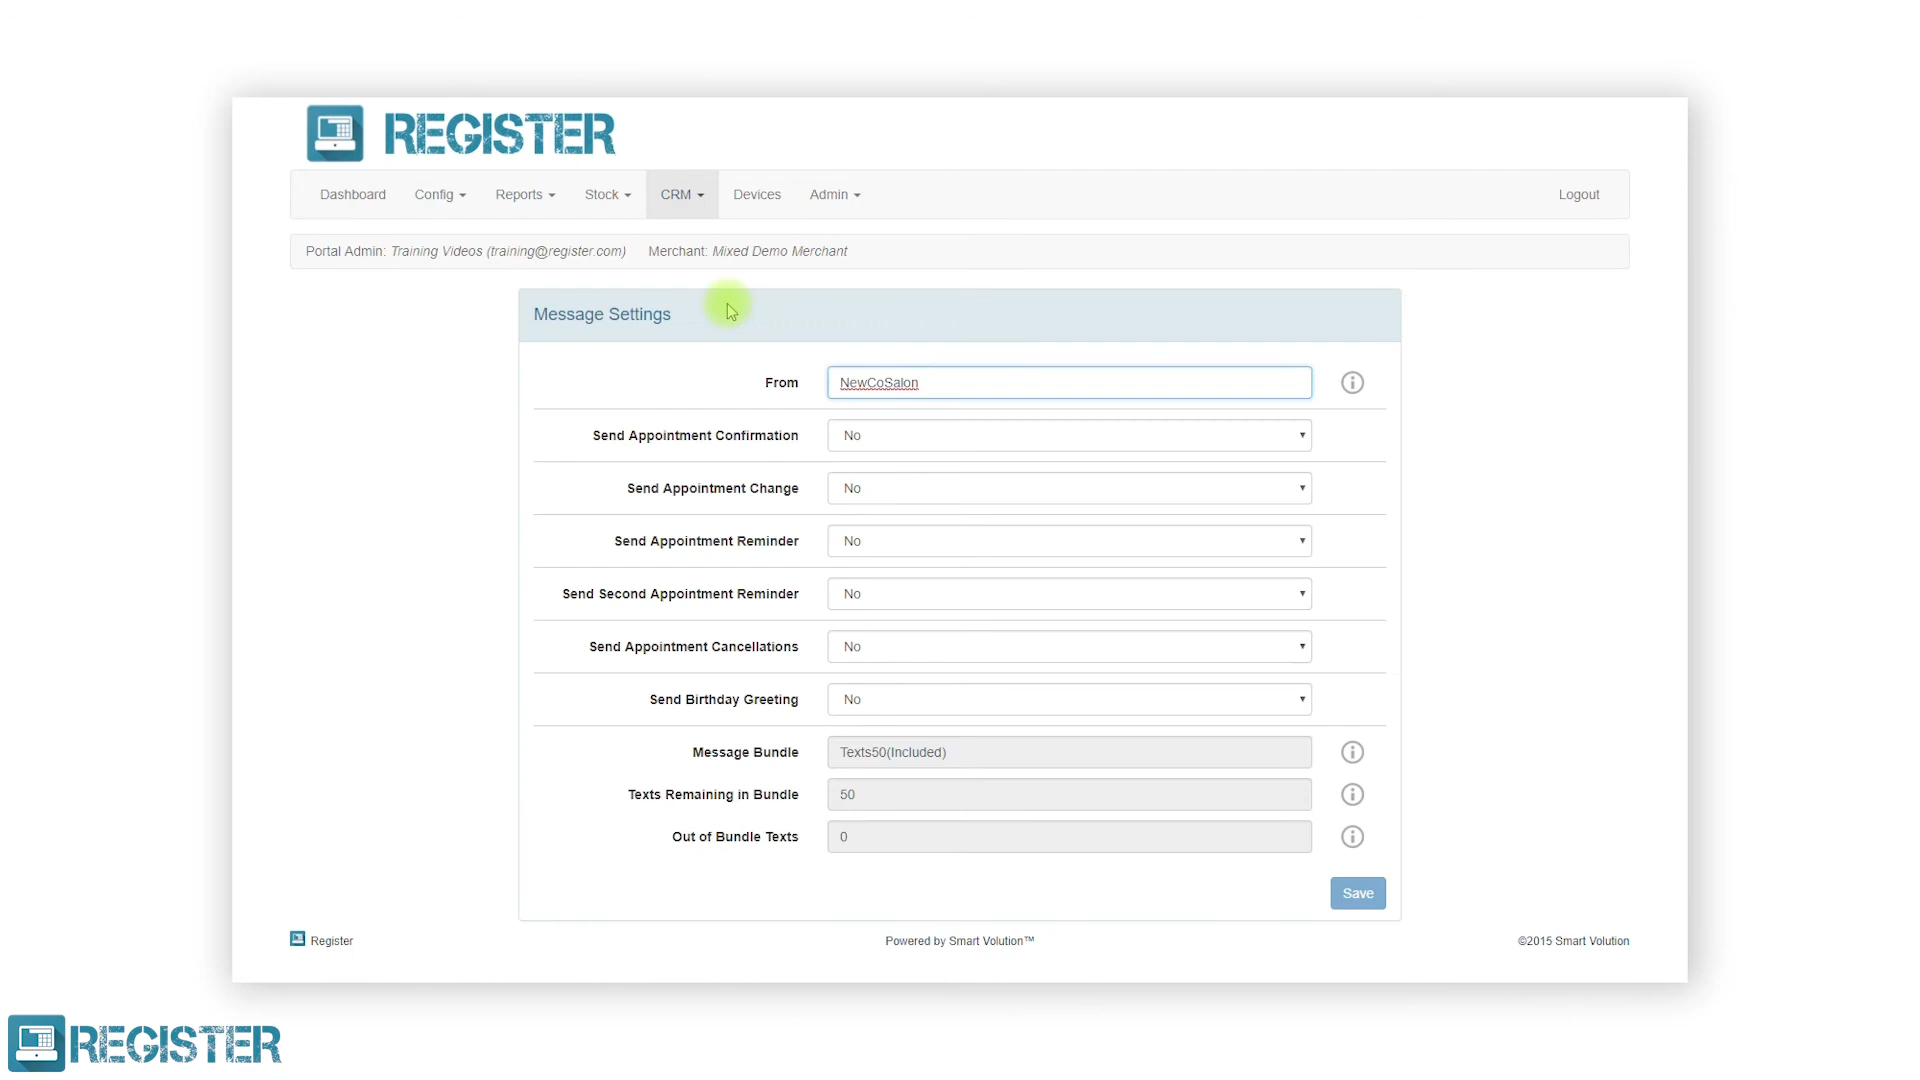 REGISTER
Dashboard Config Reports Stock CRM Devices Admin Logout
Portal Admin: Training Videos (training@register.com) Merchant: Mixed Demo Merchant
Message Settings
From NewCoSalon
Send Appointment Confirmation No
Send Appointment Change No
Send Appointment Reminder No
Send Second Appointment Reminder No
Send Appointment Cancellations No
Send Birthday Greeting No
Message Bundle Texts50(Included)
Texts Remaining in Bundle 50
Out of Bundle Texts 0
Save
Register Powered by Smart Volution™ ©2015 Smart Volution
REGISTER